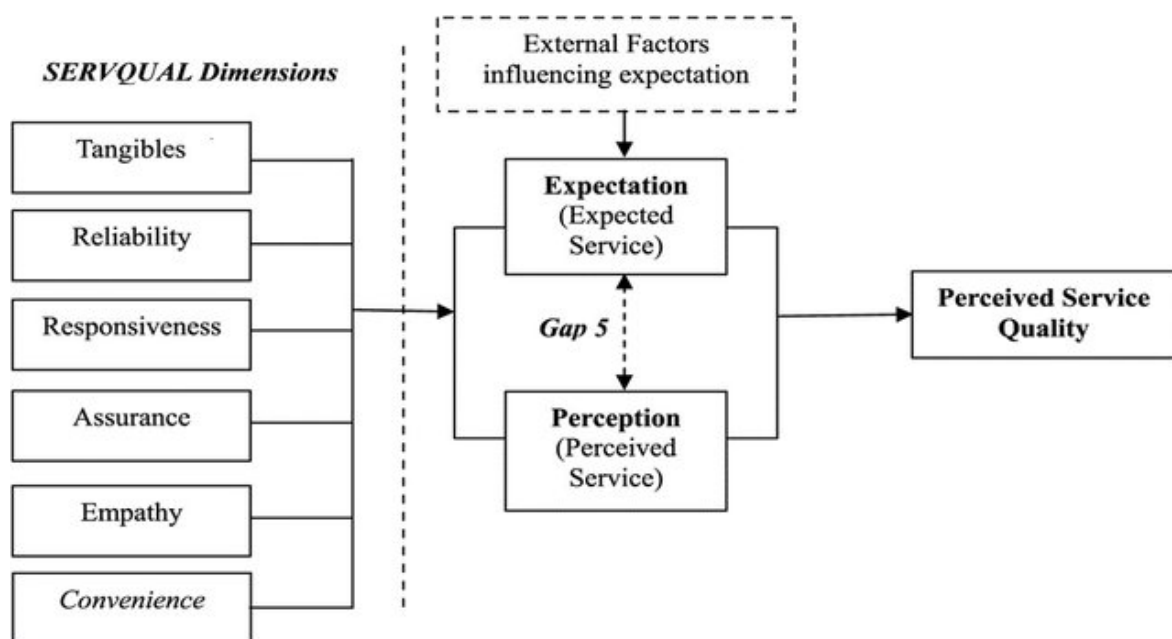 SERVQUAL Dimensions
Tangibles
Reliability
Responsiveness
Assurance
Empathy
Convenience
External Factors
influencing expectation
Expectation
(Expected
Service)
Gap 5
Perception
(Perceived
Service)
Perceived Service
Quality